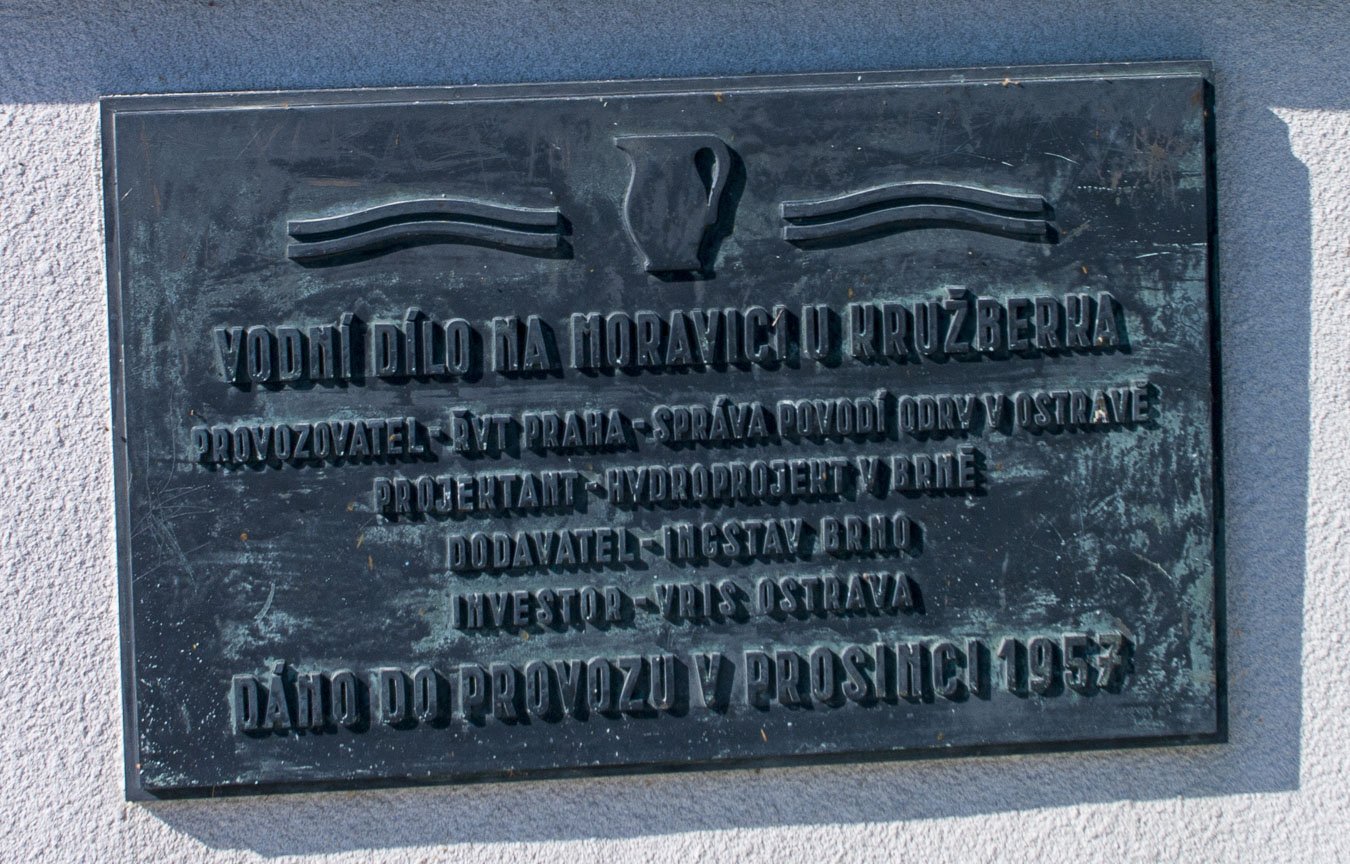 VODNÍ DÍLO NA MORAVICI U KRUŽBERKA
PROVOZOVATEL - ŘVT PRAHA - SPRÁVA POVODÍ ODRY V OSTRAVĚ
PROJEKTANT - HYDROPROJEKT V BRNĚ
DODAVATEL - INGSTAV BRNO
INVESTOR - VRIS OSTRAVA
DÁNO DO PROVOZU V PROSINCI 1957